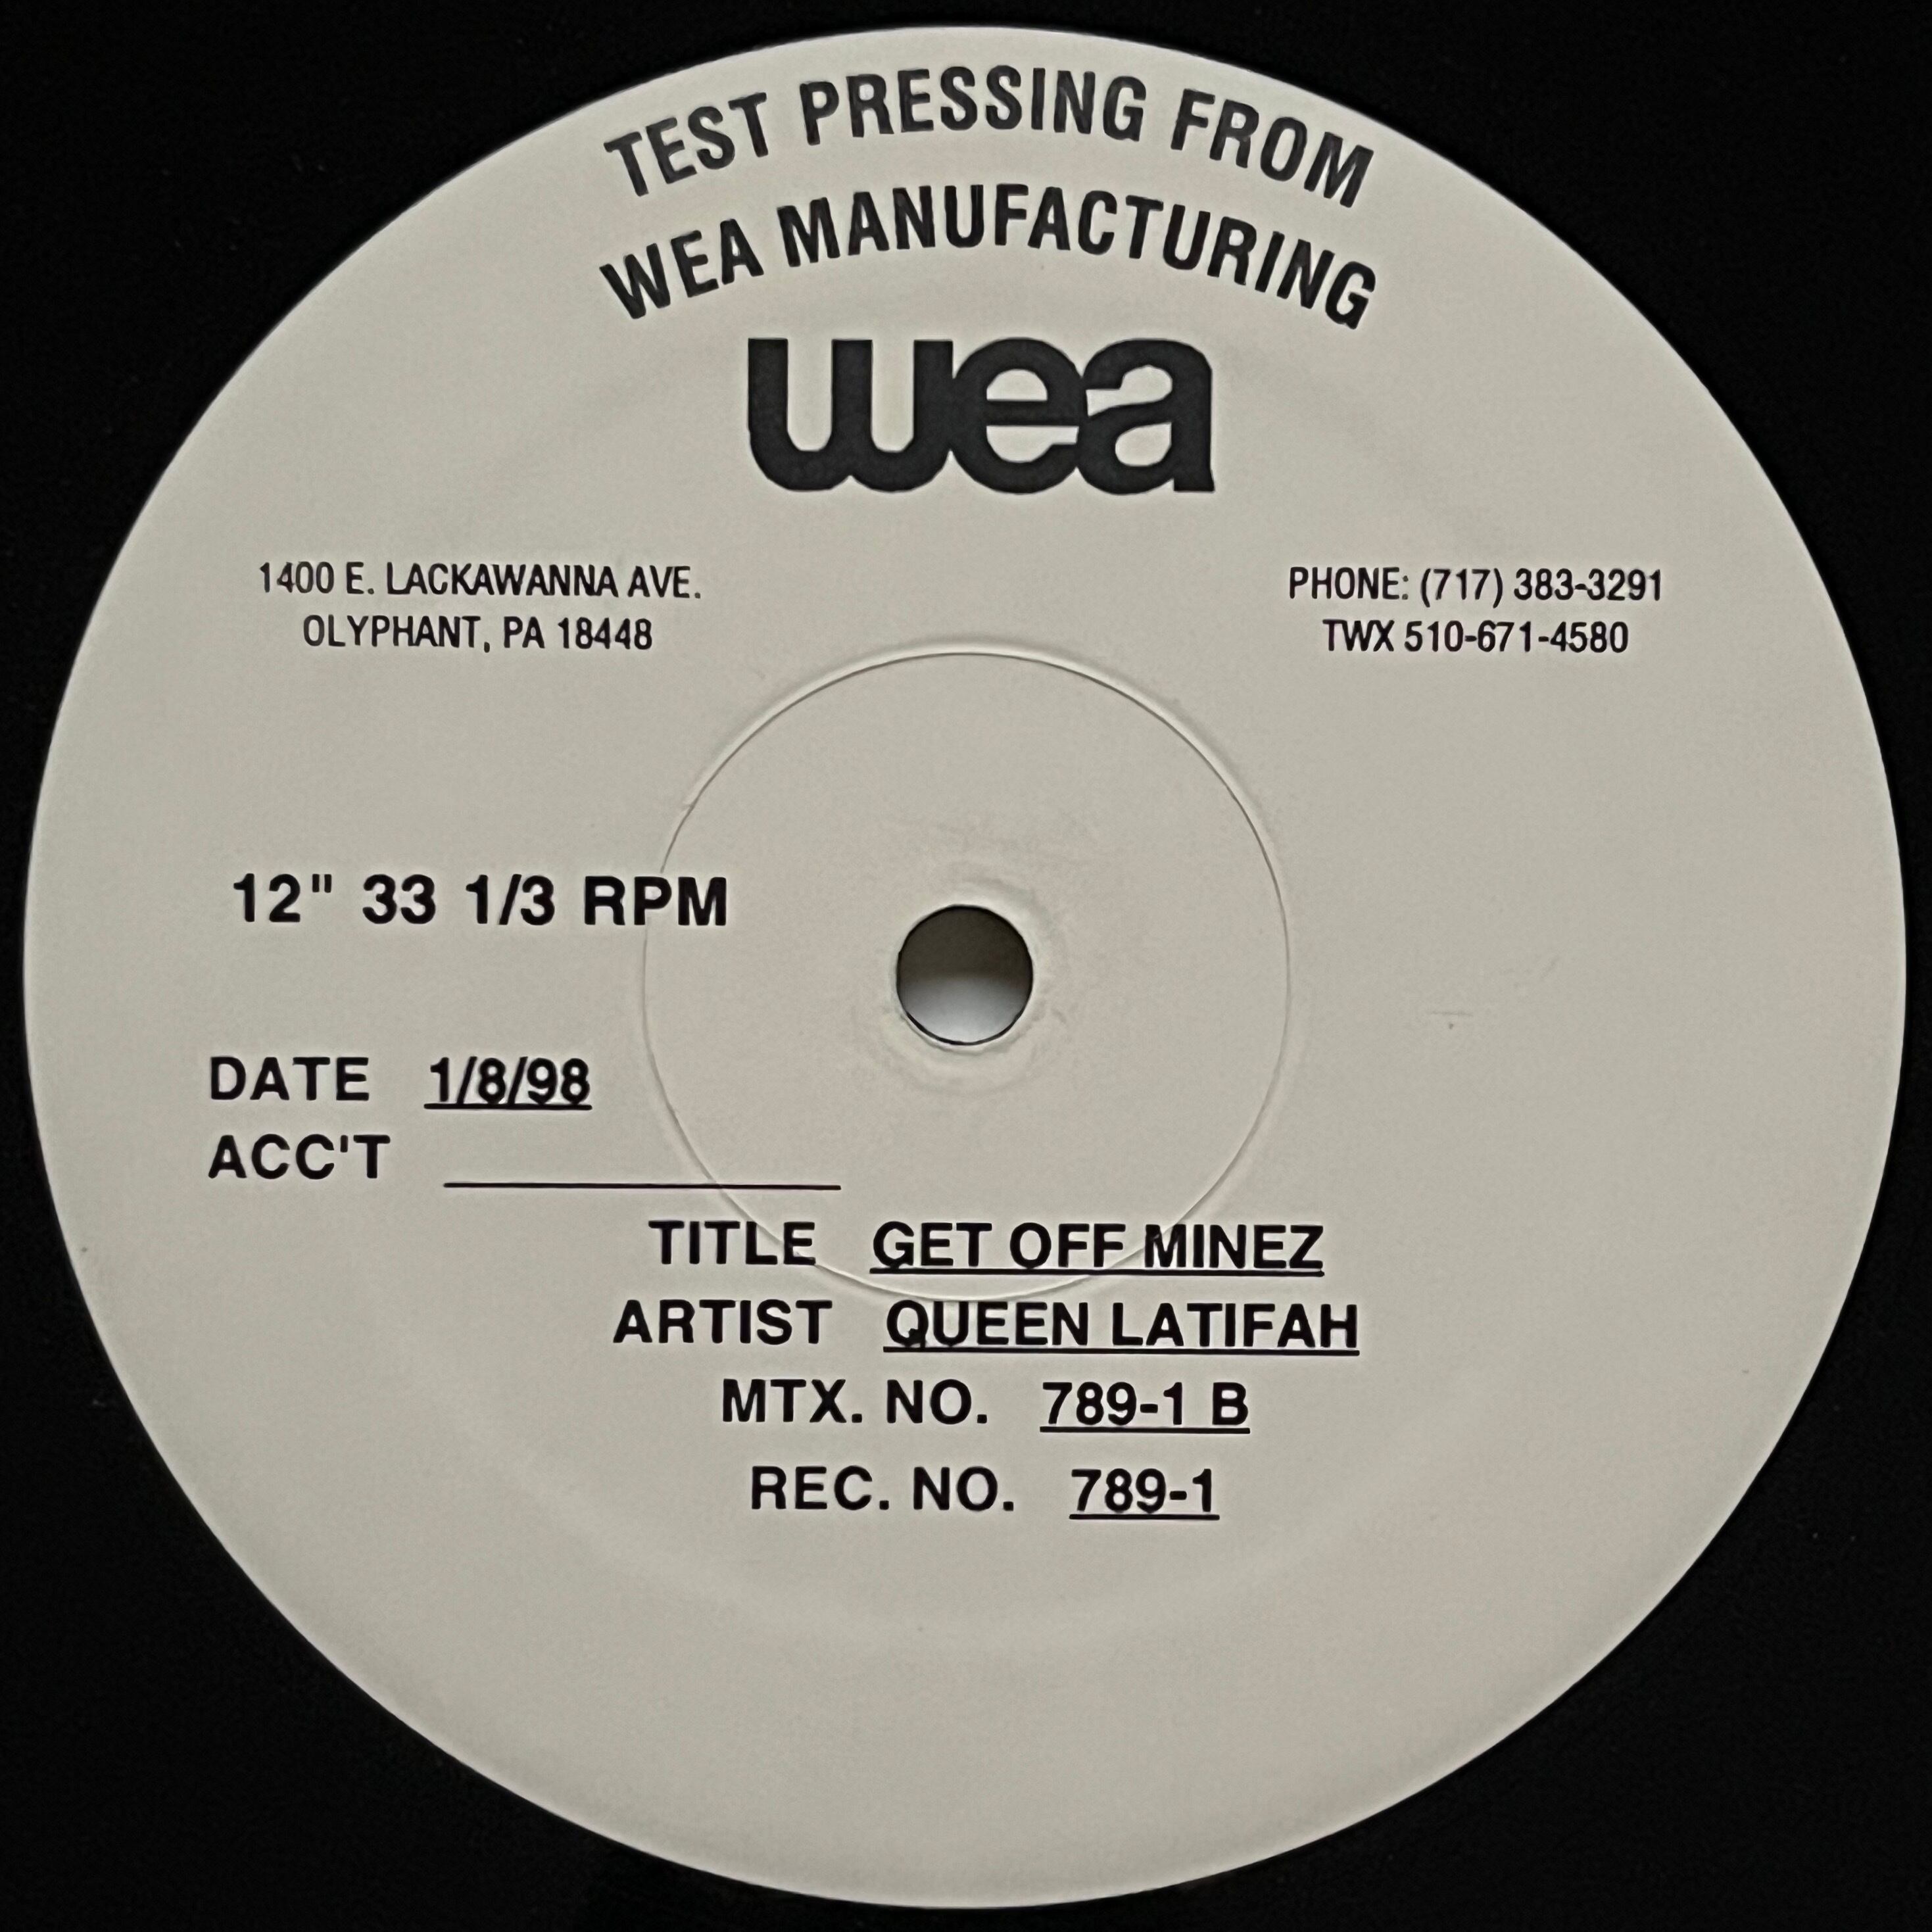 TEST PRESSING FROM
WEA MANUFACTURING
wea
1400 E. LACKAWANNA AVE.
OLYPHANT, PA 18448
PHONE: (717) 383-3291
TWX 510-671-4580
12" 33 1/3 RPM
DATE 1/8/98
ACC'T
TITLE GET OFF MINEZ
ARTIST QUEEN LATIFAH
MTX. NO. 789-1 B
REC. NO. 789-1